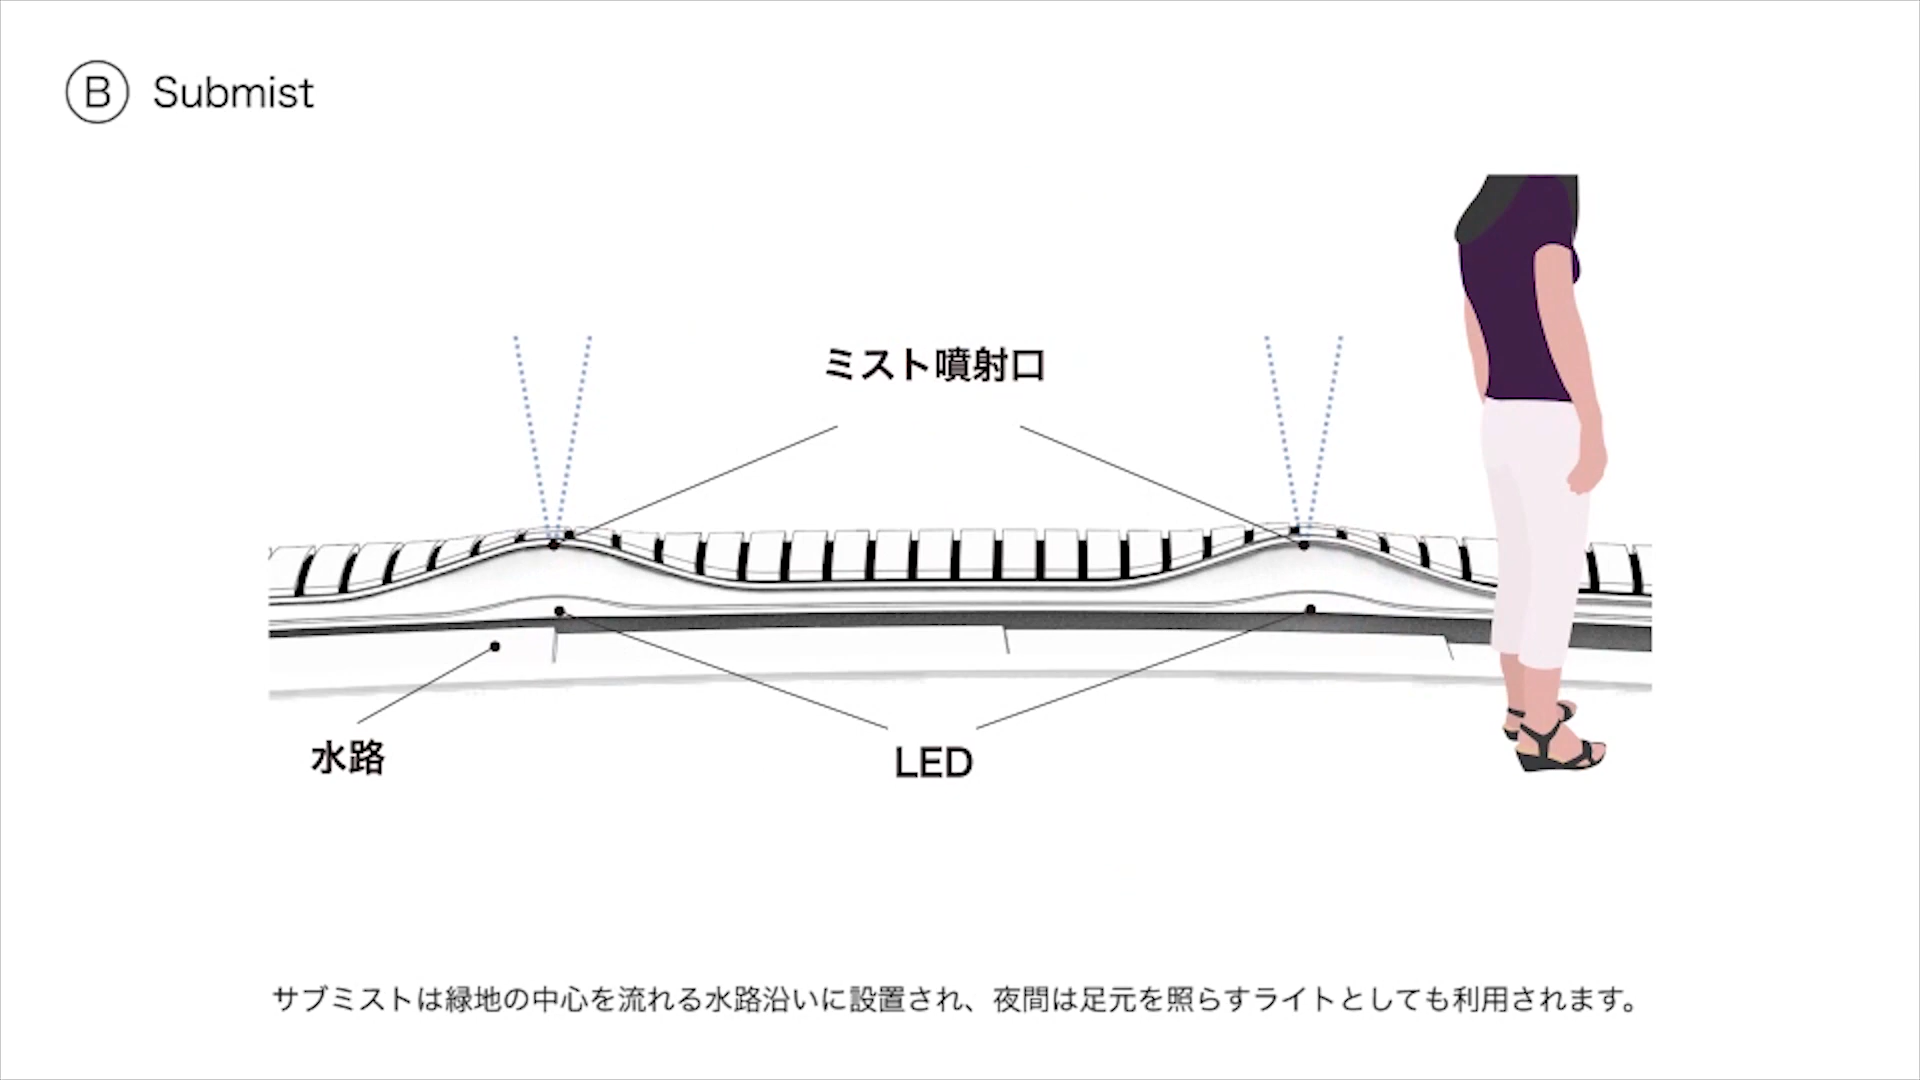 B Submist
ミスト噴射口
水路
LED
サブミストは緑地の中心を流れる水路沿いに設置され、夜間は足元を照らすライトとしても利用されます。